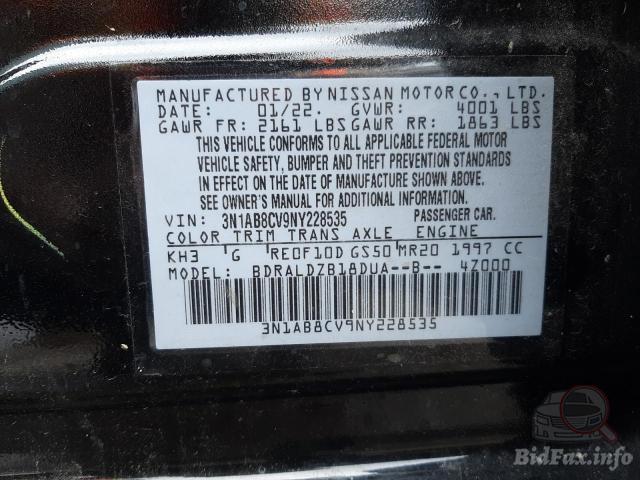 MANUFACTURED BY NISSAN MOTOR CO., LTD.
DATE: 01/22. GVWR: 4001 LBS
GAWR FR: 2161 LBS GAWR RR: 1863 LBS
THIS VEHICLE CONFORMS TO ALL APPLICABLE FEDERAL MOTOR
VEHICLE SAFETY, BUMPER AND THEFT PREVENTION STANDARDS
IN EFFECT ON THE DATE OF MANUFACTURE SHOWN ABOVE.
SEE OWNER'S MANUAL FOR ADDITIONAL INFORMATION.
VIN: 3N1AB8CV9NY228535 PASSENGER CAR.
COLOR TRIM TRANS AXLE ENGINE
KH3 G RE0F10D GS50 MR20 1997 CC
MODEL: BDRALDZB18DUA--B-- 4Z000
3N1AB8CV9NY228535
BidFax.info